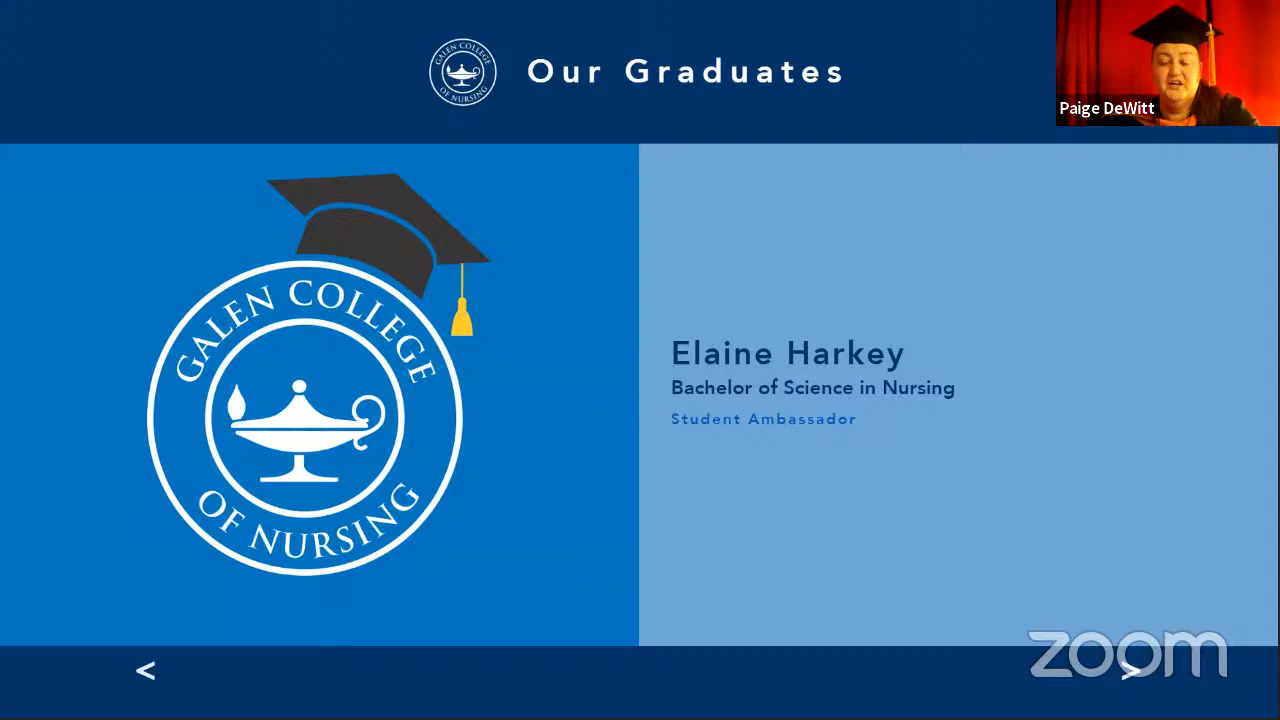 GALEN COLLEGE
OF NURSING
Our Graduates
Paige DeWitt
GALEN COLLEGE
OF NURSING
Elaine Harkey
Bachelor of Science in Nursing
Student Ambassador
zoom
< >